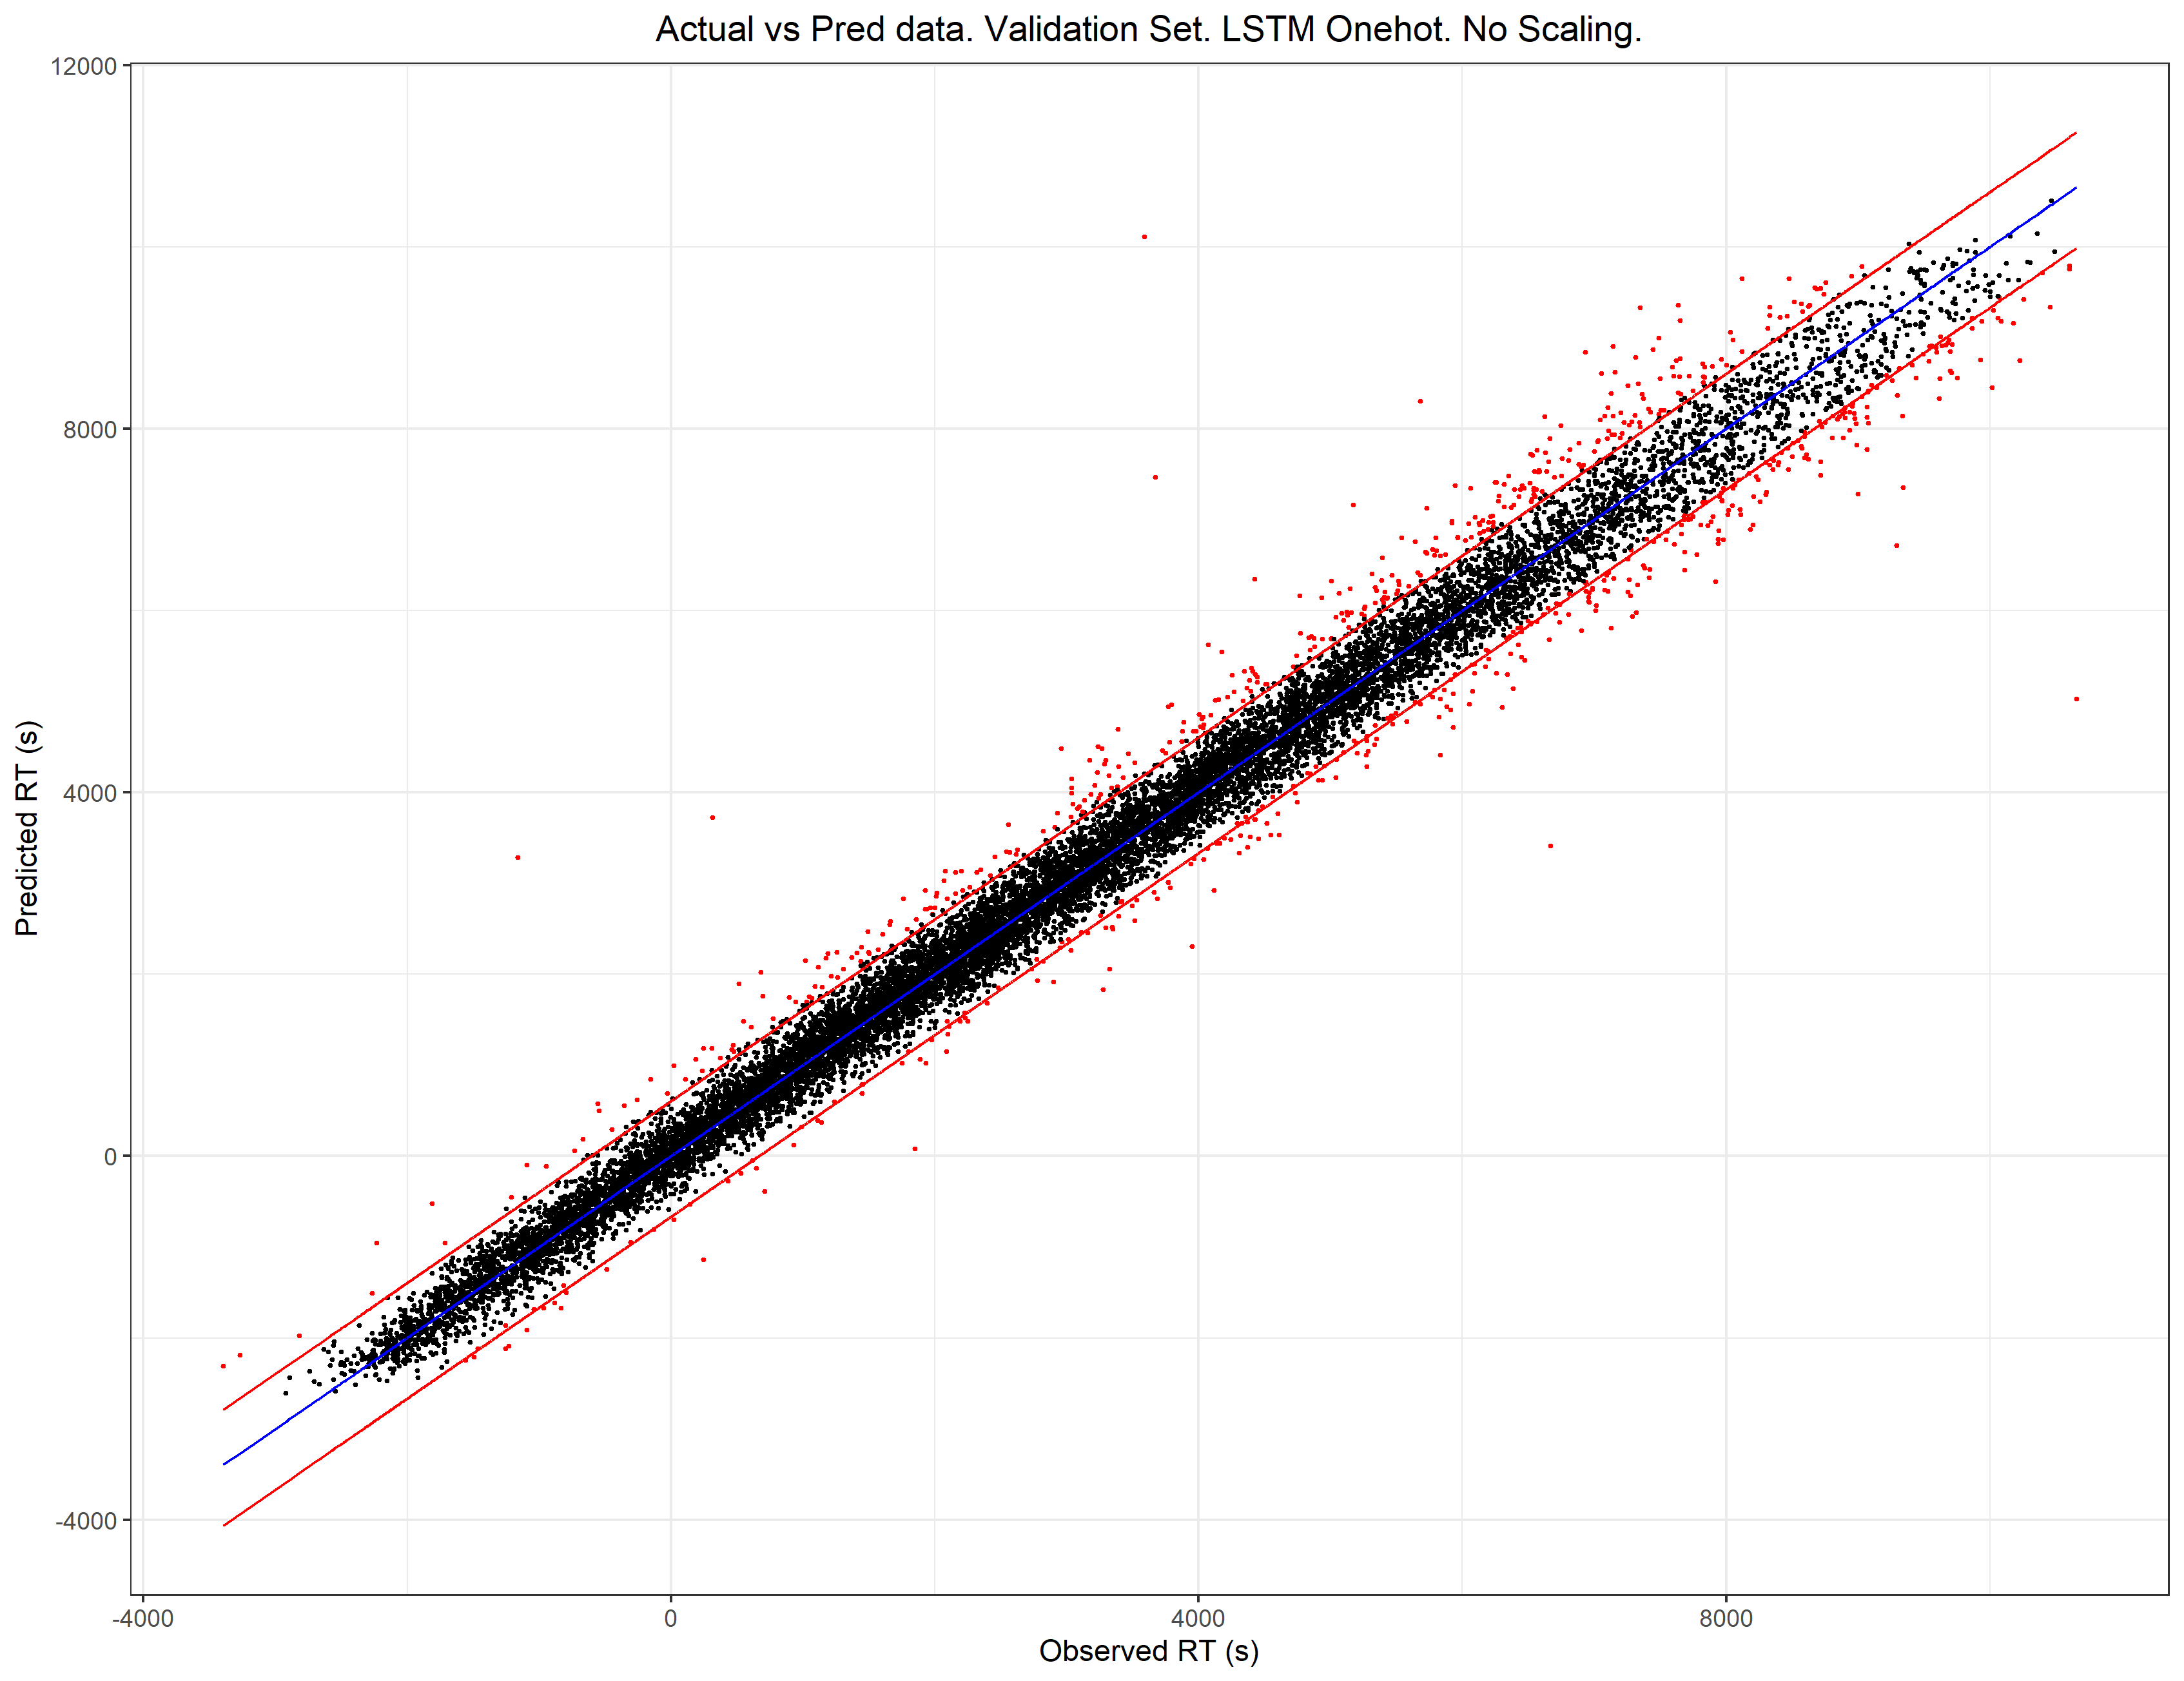 Actual vs Pred data. Validation Set. LSTM Onehot. No Scaling.
12000
8000
4000
0
-4000
Predicted RT (s)
-4000 0 4000 8000
Observed RT (s)